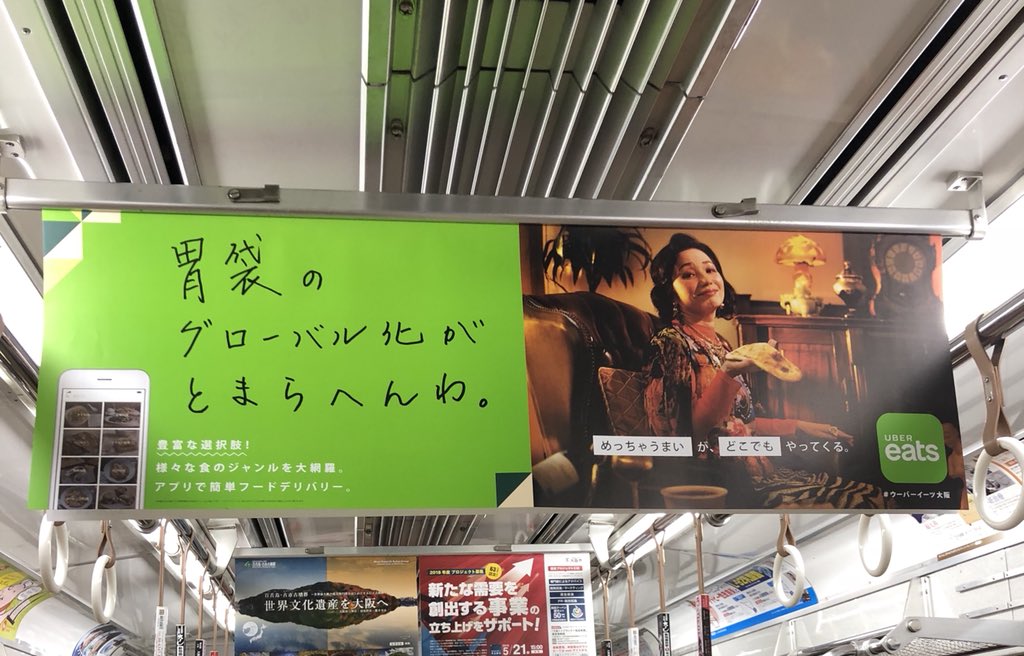 胃袋の
グローバル化が
とまらへんわ。
豊富な選択肢！
様々な食のジャンルを大網羅。
アプリで簡単フードデリバリー。
めっちゃうまい が、どこでも やってくる。
UBER
eats
#ウーバーイーツ大阪
世界文化遺産を大阪へ
新たな需要を
創出する事業の
立ち上げをサポート!
5/21